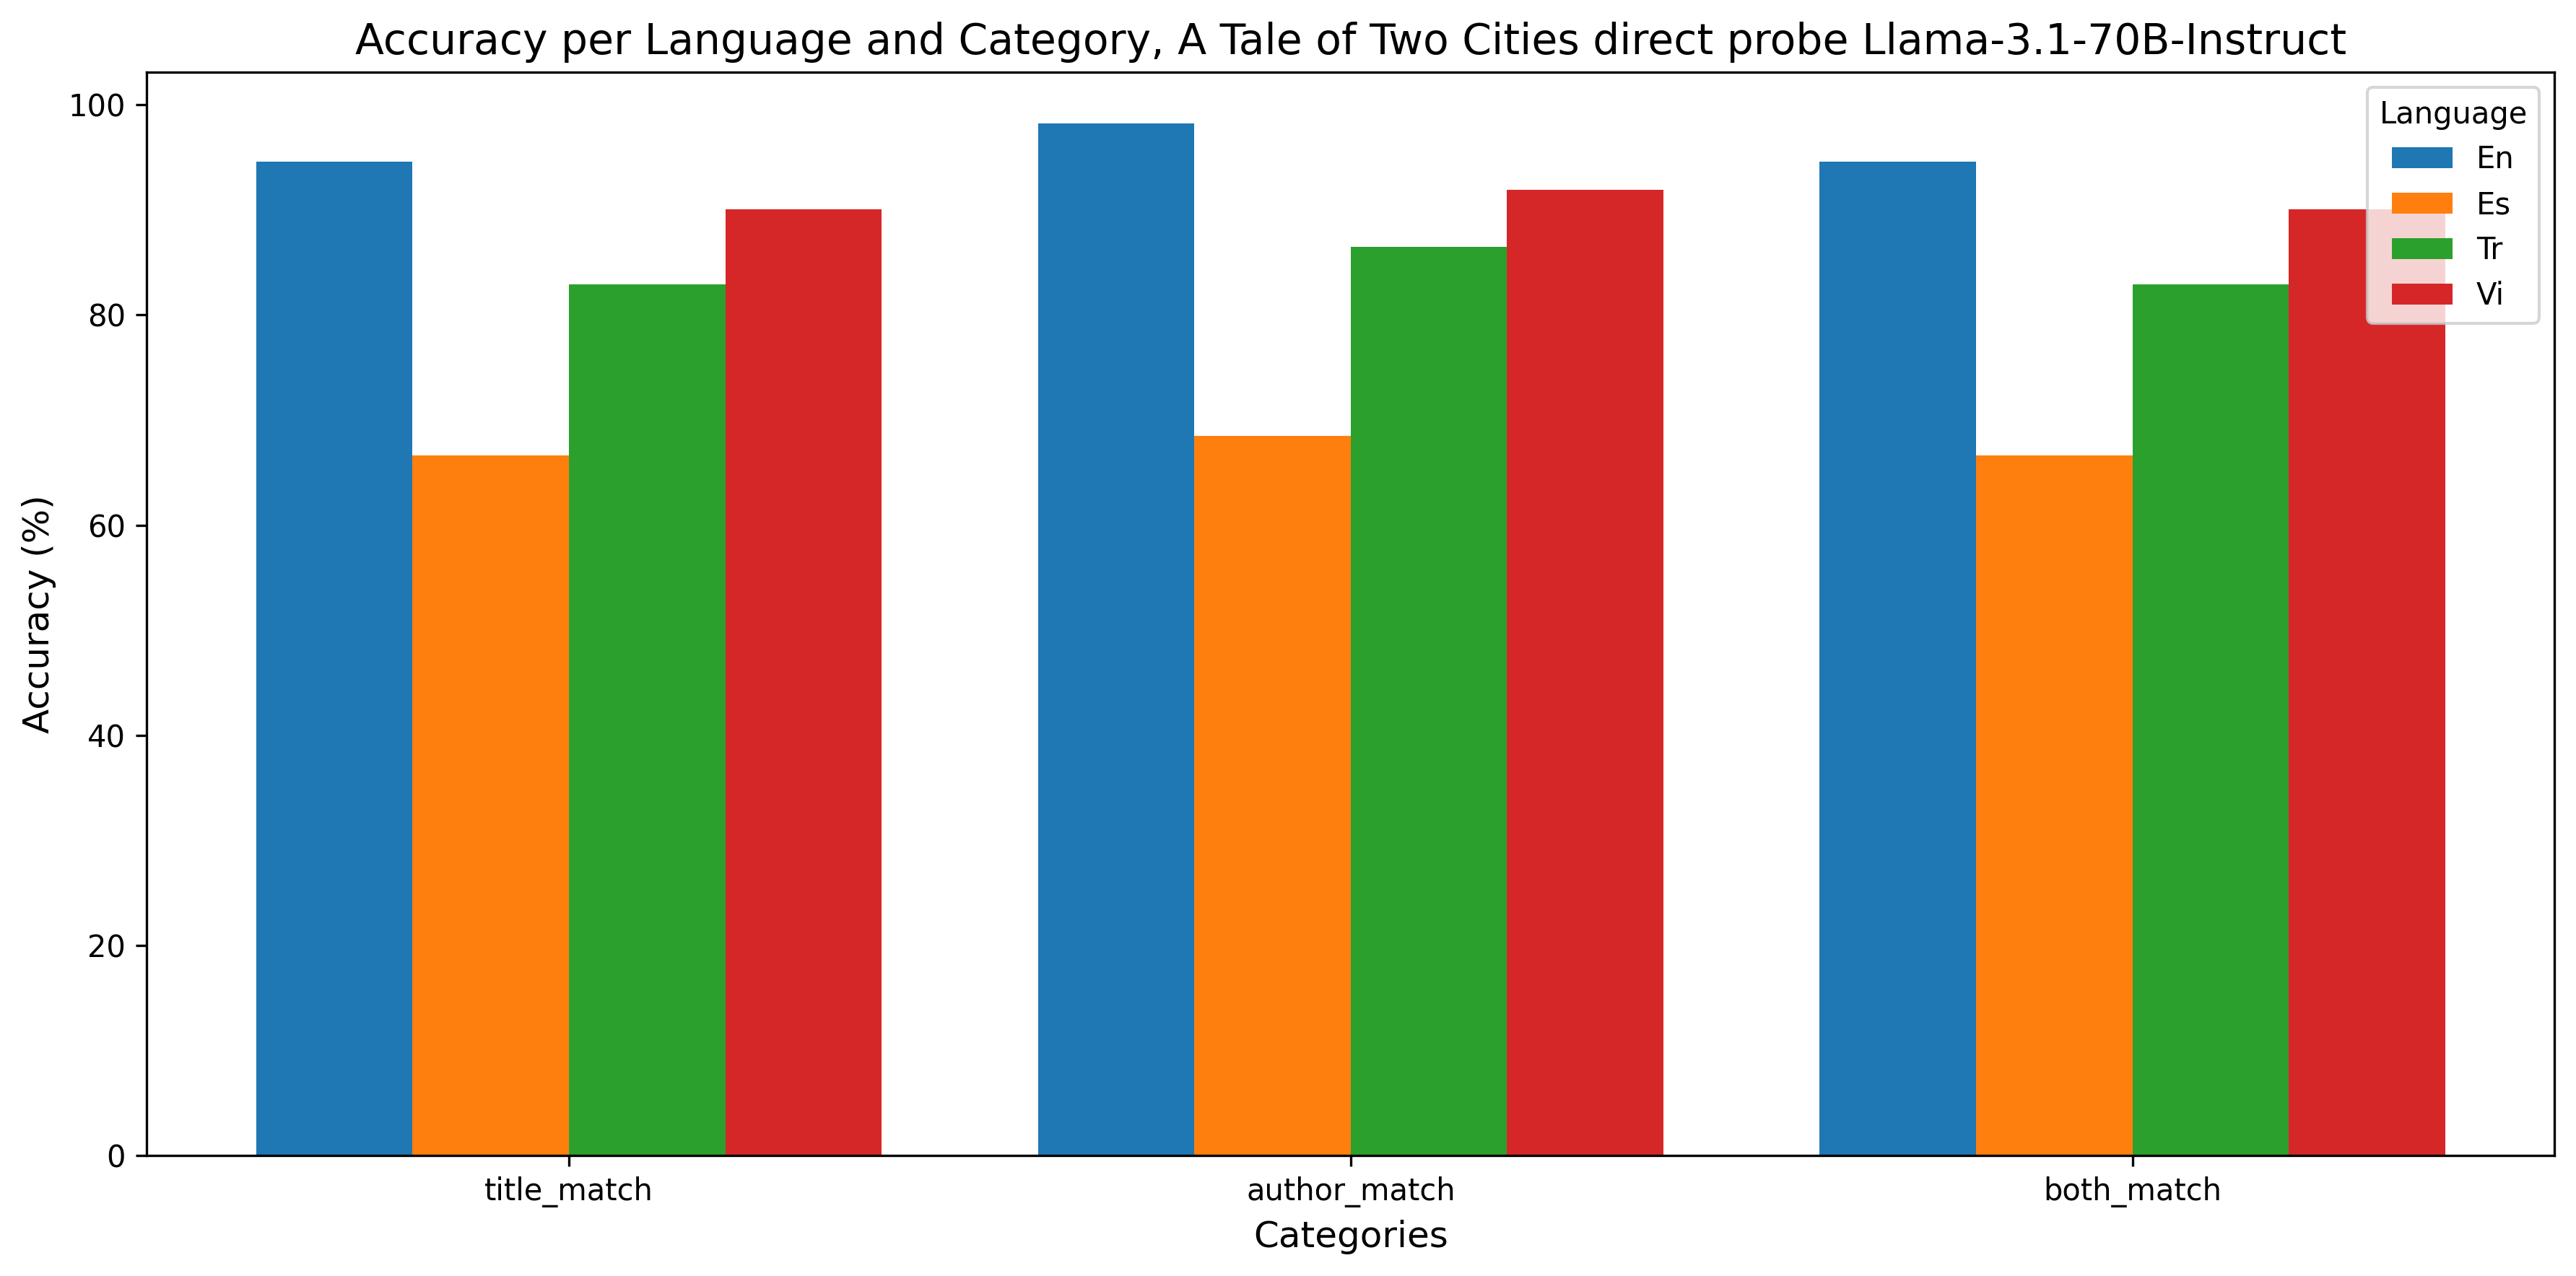 Accuracy per Language and Category, A Tale of Two Cities direct probe Llama-3.1-70B-Instruct
100
80
60
40
20
0
Accuracy (%)
Language
En
Es
Tr
Vi
title_match
author_match
both_match
Categories